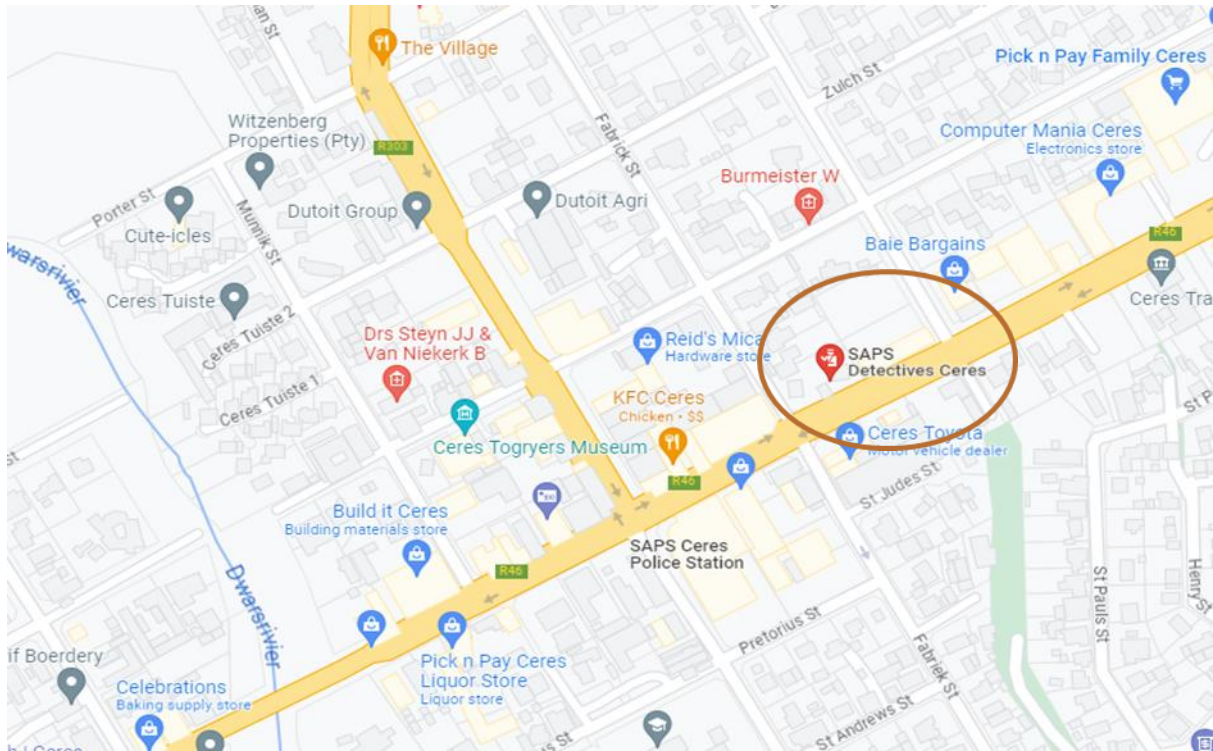 The Village
Zulch St
Pick n Pay Family Ceres
Witzenberg
Properties (Pty)
R303
Fabrick St
Computer Mania Ceres
Electronics store
Burmeister W
Porter St
Munnik St
Dutoit Group
Dutoit Agri
Cute-icles
R46
Baie Bargains
warsrivier
Ceres Tuiste
Ceres Tuiste 2
Drs Steyn JJ &
Van Niekerk B
Reid's Mica
Hardware store
SAPS
Detectives Ceres
Ceres Tra
Ceres Tuiste 1
KFC Ceres
Chicken • $$
Ceres Togryers Museum
Ceres Toyota
Motor vehicle dealer
R46
St Judes St
St P
Build it Ceres
Building materials store
SAPS Ceres
Police Station
R46
Dwarsrivier
St Pauls St
Henry St
Pretorius St
if Boerdery
Pick n Pay Ceres
Liquor Store
Liquor store
Fabriek St
Celebrations
Baking supply store
St Andrews St